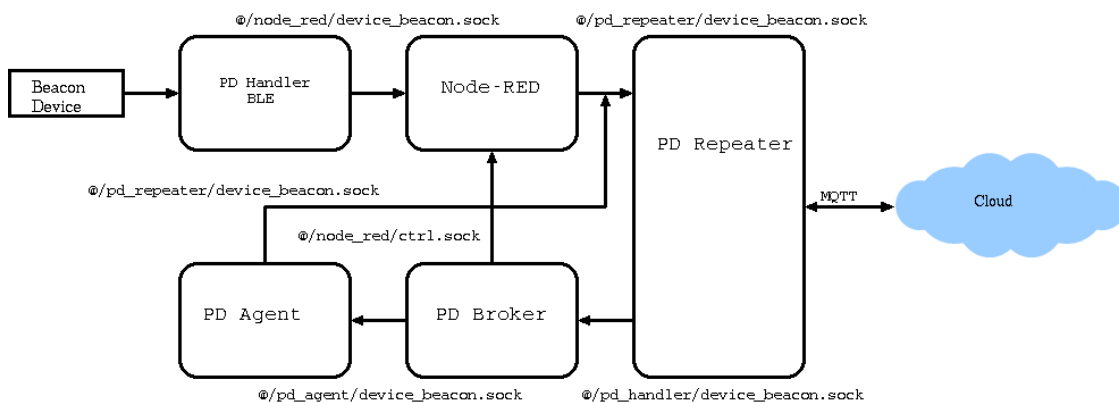 @/node_red/device_beacon.sock
@/pd_repeater/device_beacon.sock
Beacon
Device
PD Handler
BLE
Node-RED
PD Repeater
@/pd_repeater/device_beacon.sock
MQTT
Cloud
@/node_red/ctrl.sock
PD Agent
PD Broker
@/pd_agent/device_beacon.sock
@/pd_handler/device_beacon.sock